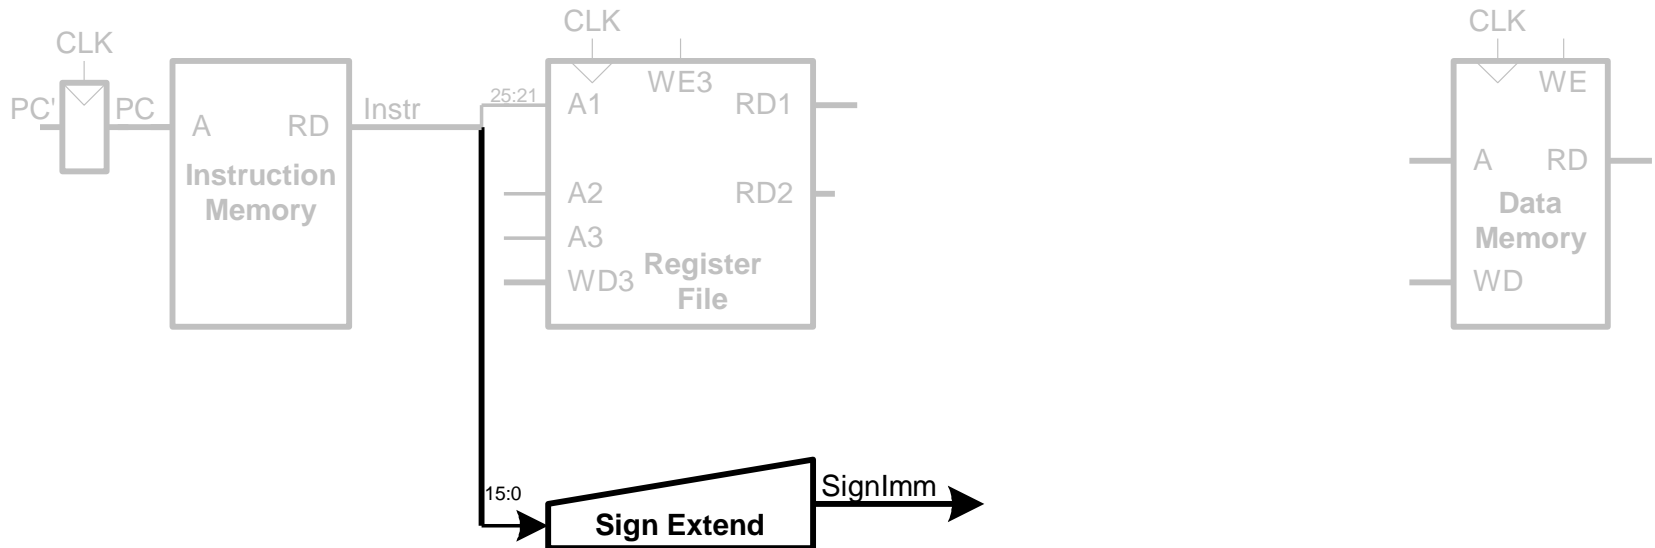 CLK
CLK
CLK
PC'
PC
A
RD
Instruction
Memory
Instr
25:21
A1
WE3
RD1
A2
RD2
A3
WD3
Register
File
WE
A
RD
Data
Memory
WD
15:0
Sign Extend
SignImm